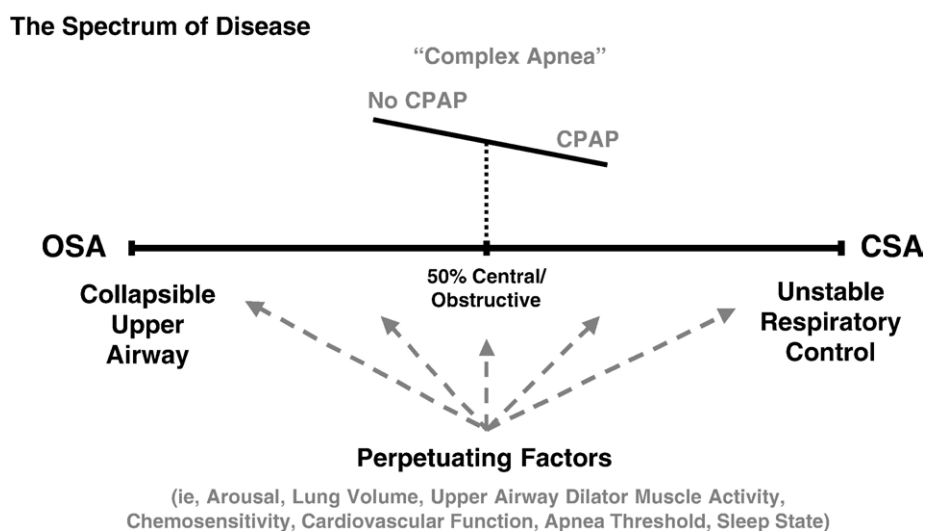 The Spectrum of Disease
“Complex Apnea”
No CPAP
CPAP
OSA
CSA
50% Central/
Obstructive
Collapsible
Upper
Airway
Unstable
Respiratory
Control
Perpetuating Factors
(ie, Arousal, Lung Volume, Upper Airway Dilator Muscle Activity,
Chemosensitivity, Cardiovascular Function, Apnea Threshold, Sleep State)